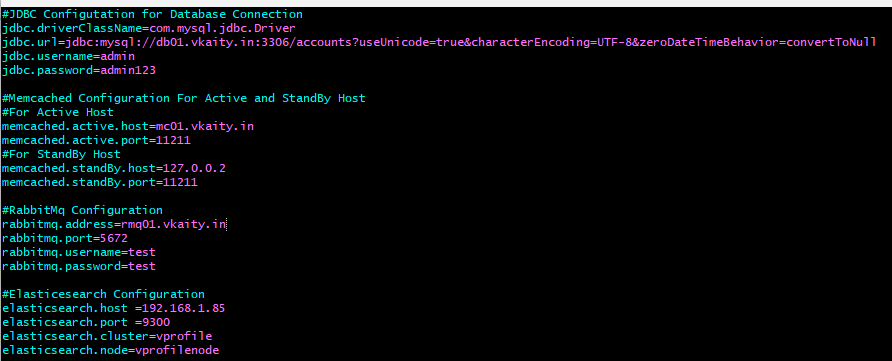 #JDBC Configutation for Database Connection
jdbc.driverClassName=com.mysql.jdbc.Driver
jdbc.url=jdbc:mysql://db01.vkaity.in:3306/accounts?useUnicode=true&characterEncoding=UTF-8&zeroDateTimeBehavior=convertToNull
jdbc.username=admin
jdbc.password=admin123
#Memcached Configuration For Active and StandBy Host
#For Active Host
memcached.active.host=mc01.vkaity.in
memcached.active.port=11211
#For StandBy Host
memcached.standBy.host=127.0.0.2
memcached.standBy.port=11211
#RabbitMq Configuration
rabbitmq.address=rmq01.vkaity.in
rabbitmq.port=5672
rabbitmq.username=test
rabbitmq.password=test
#Elasticesearch Configuration
elasticsearch.host =192.168.1.85
elasticsearch.port =9300
elasticsearch.cluster=vprofile
elasticsearch.node=vprofilenode